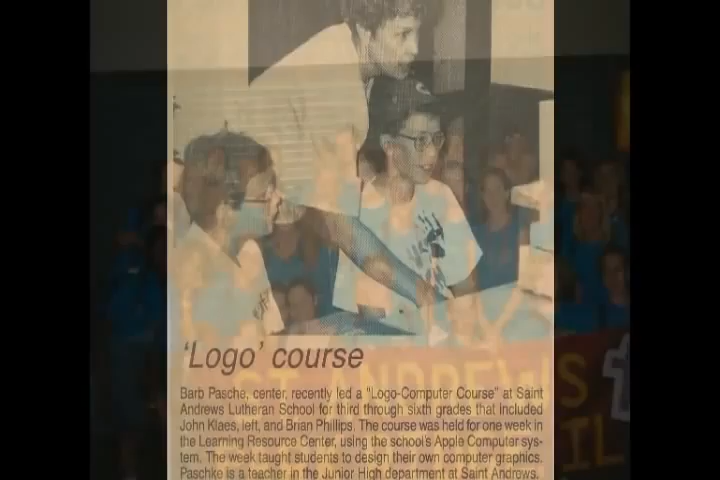 'Logo' course
Barb Pasche, center, recently led a "Logo-Computer Course" at Saint
Andrews Lutheran School for third through sixth grades that included
John Klaes, left, and Brian Phillips. The course was held for one week in
the Learning Resource Center, using the school's Apple Computer sys-
tem. The week taught students to design their own computer graphics.
Paschke is a teacher in the Junior High department at Saint Andrews.
ST. ANDREW'S